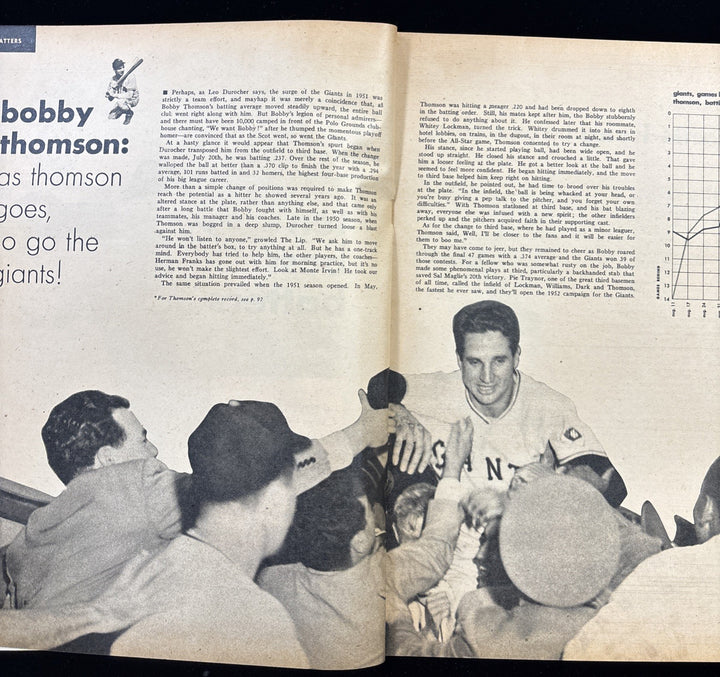 ATTERS
bobby
thomson:
as thomson
goes,
so go the
giants!
■ Perhaps, as Leo Durocher says, the surge of the Giants in 1951 was
strictly a team effort, and mayhap it was merely a coincidence that, as
Bobby Thomson's batting average moved steadily upward, the entire ball
club went right along with him. But Bobby's legion of personal admirers—
and there must have been 10,000 camped in front of the Polo Grounds club-
house chanting, "We want Bobby!" after he thumped the momentous playoff
homer—are convinced that as the Scot went, so went the Giants.
At a hasty glance it would appear that Thomson's spurt began when
Durocher transposed him from the outfield to third base. When the change
was made, July 20th, he was batting .237. Over the rest of the season, he
walloped the ball at better than a .370 clip to finish the year with a .294
average, 101 runs batted in and 32 homers, the highest four-base production
of his big league career.
More than a simple change of positions was required to make Thomson
reach the potential as a hitter he showed several years ago. It was an
altered stance at the plate, rather than anything else, and that came only
after a long battle that Bobby fought with himself, as well as with his
teammates, his manager and his coaches. Late in the 1950 season, when
Thomson was bogged in a deep slump, Durocher turned loose a blast
against him.
"He won't listen to anyone," growled The Lip. "We ask him to move
around in the batter's box, to try anything at all. But he has a one-track
mind. Everybody has tried to help him, the other players, the coaches—
Herman Franks has gone out with him for morning practice, but it's no
use, he won't make the slightest effort. Look at Monte Irvin! He took our
advice and began hitting immediately."
The same situation prevailed when the 1951 season opened. In May,
*For Thomson's complete record, see p. 92
Thomson was hitting a meager .220 and had been dropped down to eighth
in the batting order. Still, his mates kept after him, the Bobby stubbornly
refused to do anything about it. He confused later that his roommate,
Whitey Lockman, turned the trick. Whitey drummed it into his ears in
hotel lobbies, on trains, in the dugout, in their room at night, and shortly
before the All-Star game, Thomson consented to try a change.
His stance, since he started playing ball, had been wide open, and he
stood up straight. He closed his stance and crouched a little. That gave
him a looser feeling at the plate. He got a better look at the ball and he
seemed to feel more confident. He began hitting immediately, and the move
to third base helped him keep right on hitting.
In the outfield, he pointed out, he had time to brood over his troubles
at the plate. "In the infield, the ball is being whacked at your head, or
you're busy giving a pep talk to the pitcher, and you forget your own
difficulties." With Thomson stationed at third base, and his bat blazing
away, everyone else was infused with a new spirit; the other infielders
perked up and the pitchers acquired faith in their supporting cast.
As for the change to third base, where he had played as a minor leaguer,
Thomson said, Well, I'll be closer to the fans and it will be easier for
them to boo me."
They may have come to jeer, but they remained to cheer as Bobby roared
through the final 47 games with a .374 average and the Giants won 39 of
those contests. For a fellow who was somewhat rusty on the job, Bobby
made some phenomenal plays at third, particularly a backhanded stab that
saved Sal Maglie's 20th victory. Pie Traynor, one of the great third basemen
of all time, called the infield of Lockman, Williams, Dark and Thomson,
the fastest he ever saw, and they'll open the 1952 campaign for the Giants.
giants, games
thomson, batti
0
1
2
3
4
5
6
7
8
9
10
11
12
13
14
GAMES BEHIND
aug. 11
GIANT